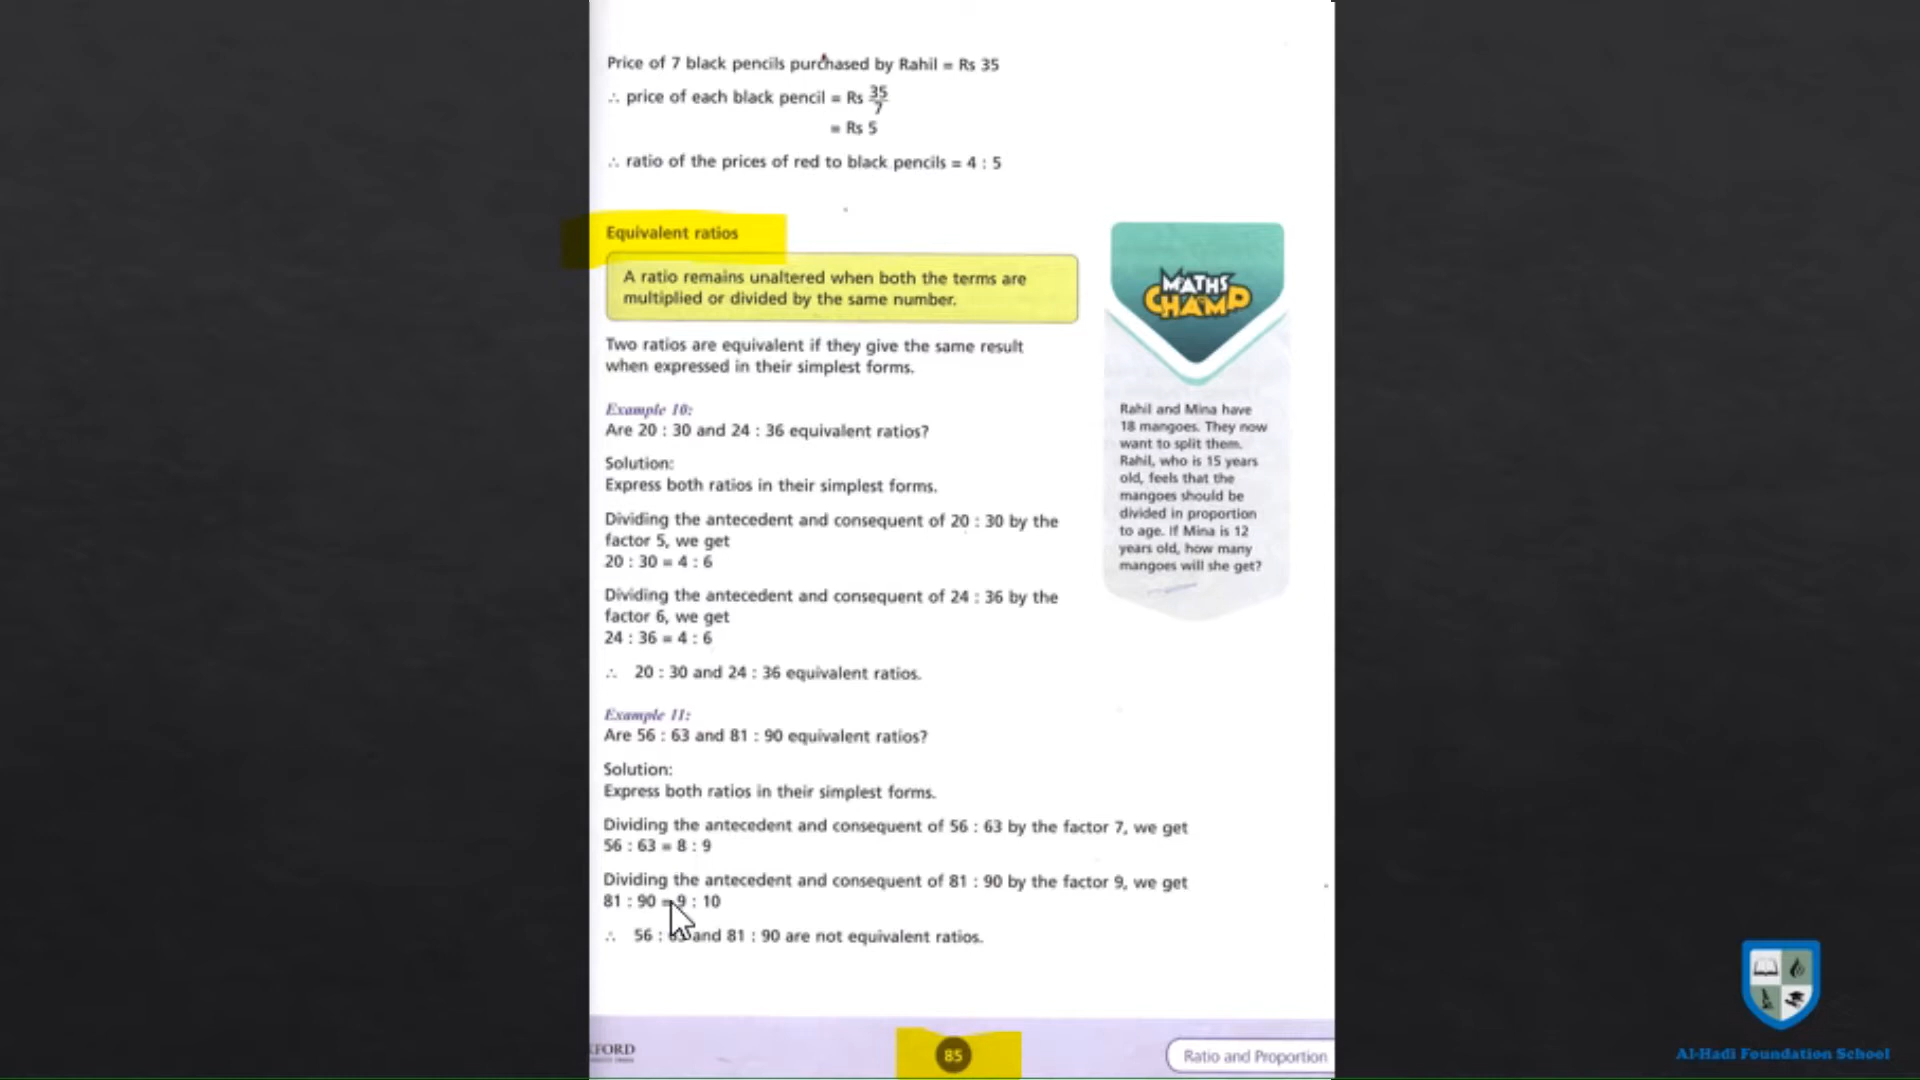 Price of 7 black pencils purchased by Rahil = Rs 35
∴ price of each black pencil = Rs 35/7
= Rs 5
∴ ratio of the prices of red to black pencils = 4 : 5
Equivalent ratios
A ratio remains unaltered when both the terms are
multiplied or divided by the same number.
Two ratios are equivalent if they give the same result
when expressed in their simplest forms.
Example 10:
Are 20 : 30 and 24 : 36 equivalent ratios?
Solution:
Express both ratios in their simplest forms.
Dividing the antecedent and consequent of 20 : 30 by the
factor 5, we get
20 : 30 = 4 : 6
Dividing the antecedent and consequent of 24 : 36 by the
factor 6, we get
24 : 36 = 4 : 6
∴ 20 : 30 and 24 : 36 equivalent ratios.
Example 11:
Are 56 : 63 and 81 : 90 equivalent ratios?
Solution:
Express both ratios in their simplest forms.
Dividing the antecedent and consequent of 56 : 63 by the factor 7, we get
56 : 63 = 8 : 9
Dividing the antecedent and consequent of 81 : 90 by the factor 9, we get
81 : 90 = 9 : 10
∴ 56 : 63 and 81 : 90 are not equivalent ratios.
MATHS
CHAMP
Rahil and Mina have
18 mangoes. They now
want to split them.
Rahil, who is 15 years
old, feels that the
mangoes should be
divided in proportion
to age. If Mina is 12
years old, how many
mangoes will she get?
XFORD
85
Ratio and Proportion
Al-Hadi Foundation School